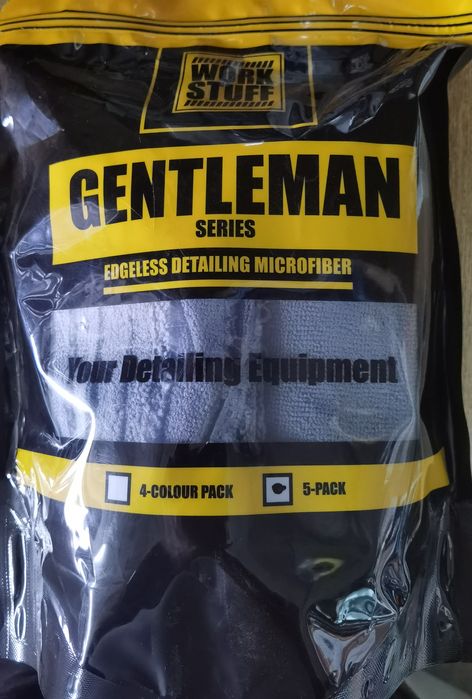 WORK
STUFF
GENTLEMAN
SERIES
EDGELESS DETAILING MICROFIBER
Your Detailing Equipment
4-COLOUR PACK 5-PACK